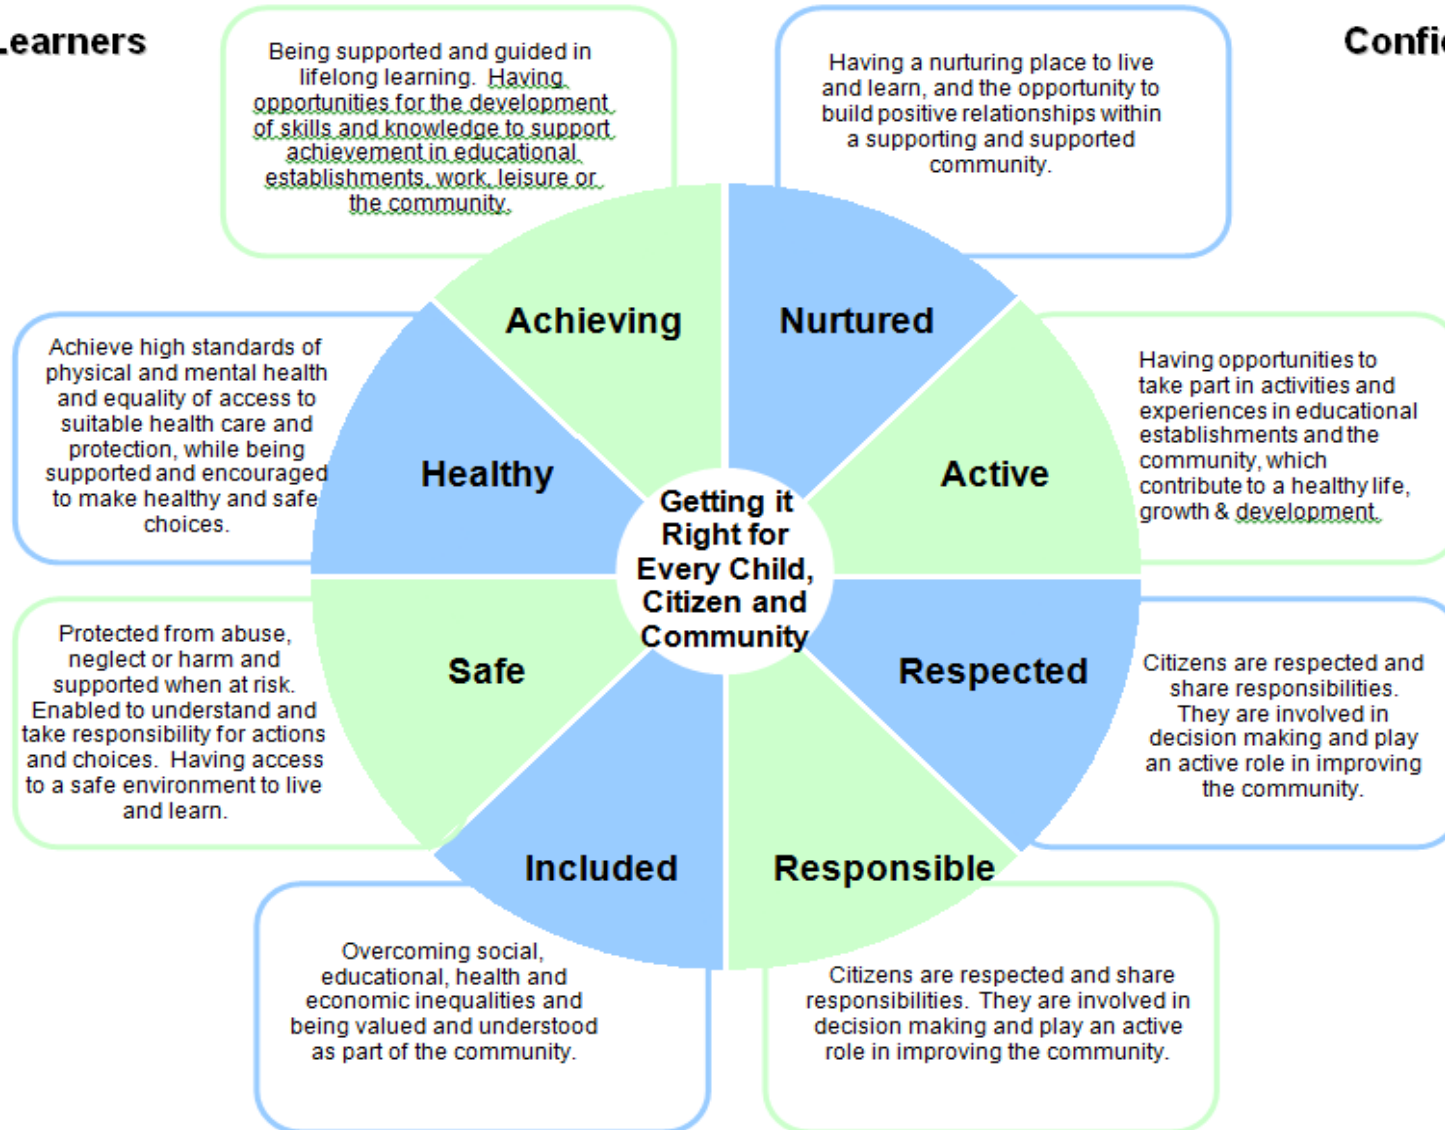 Learners
Confi
Being supported and guided in
lifelong learning.  Having
opportunities for the development
of skills and knowledge to support
achievement in educational
establishments, work, leisure or
the community.
Having a nurturing place to live
and learn, and the opportunity to
build positive relationships within
a supporting and supported
community.
Achieving
Nurtured
Achieve high standards of
physical and mental health
and equality of access to
suitable health care and
protection, while being
supported and encouraged
to make healthy and safe
choices.
Healthy
Active
Having opportunities to
take part in activities and
experiences in educational
establishments and the
community, which
contribute to a healthy life,
growth & development.
Getting it
Right for
Every Child,
Citizen and
Community
Protected from abuse,
neglect or harm and
supported when at risk.
Enabled to understand and
take responsibility for actions
and choices.  Having access
to a safe environment to live
and learn.
Safe
Respected
Citizens are respected and
share responsibilities.
They are involved in
decision making and play
an active role in improving
the community.
Included
Responsible
Overcoming social,
educational, health and
economic inequalities and
being valued and understood
as part of the community.
Citizens are respected and share
responsibilities.  They are involved in
decision making and play an active
role in improving the community.